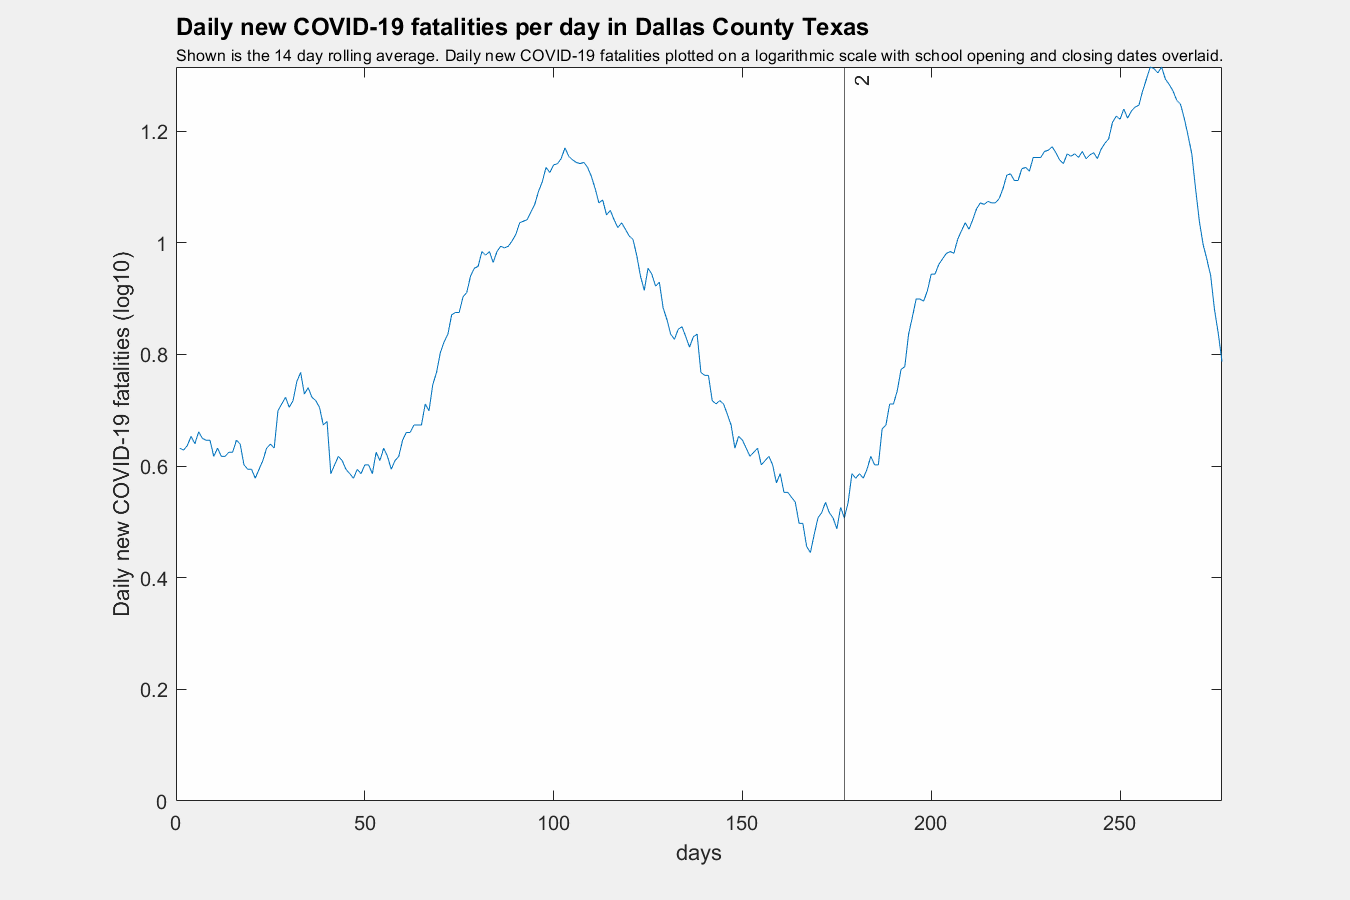 Daily new COVID-19 fatalities per day in Dallas County Texas
Shown is the 14 day rolling average. Daily new COVID-19 fatalities plotted on a logarithmic scale with school opening and closing dates overlaid.
2
1.2
1
0.8
0.6
0.4
0.2
0
Daily new COVID-19 fatalities (log10)
0 50 100 150 200 250
days